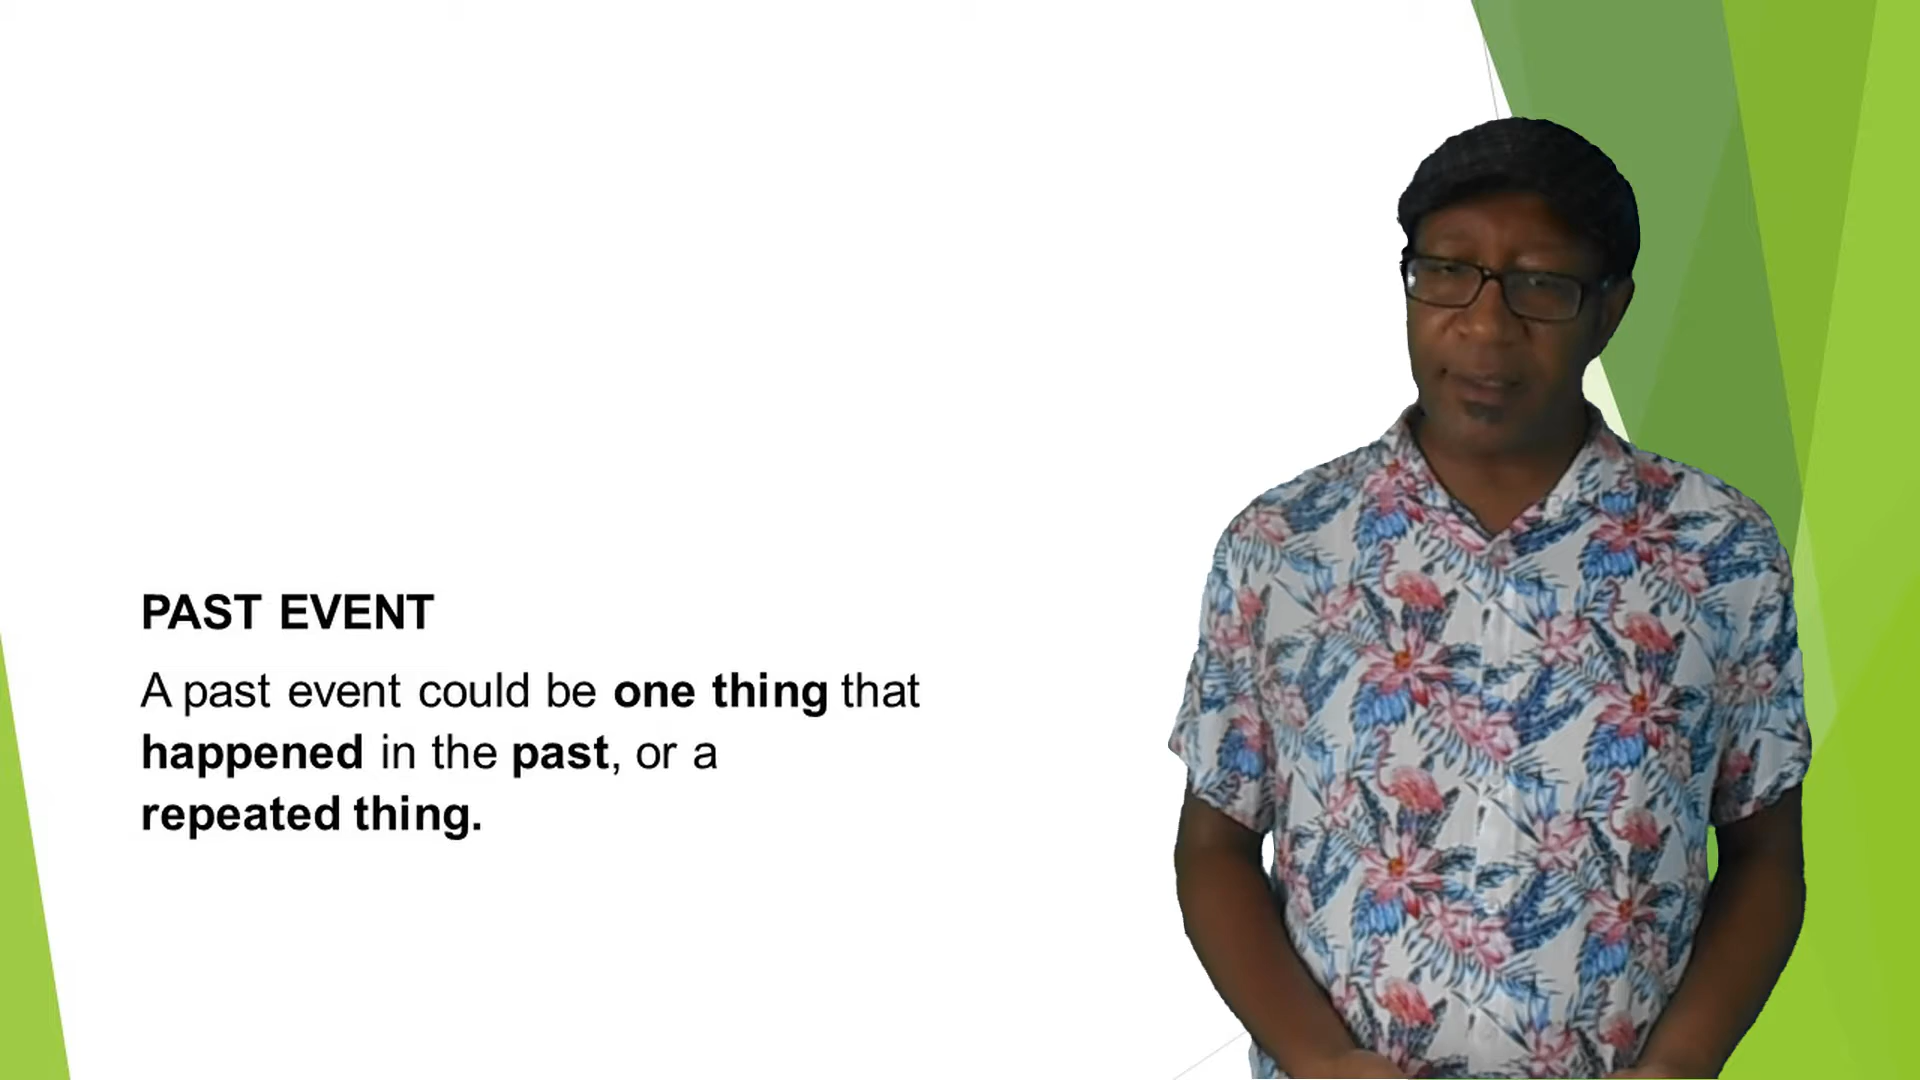 PAST EVENT
A past event could be one thing that
happened in the past, or a
repeated thing.